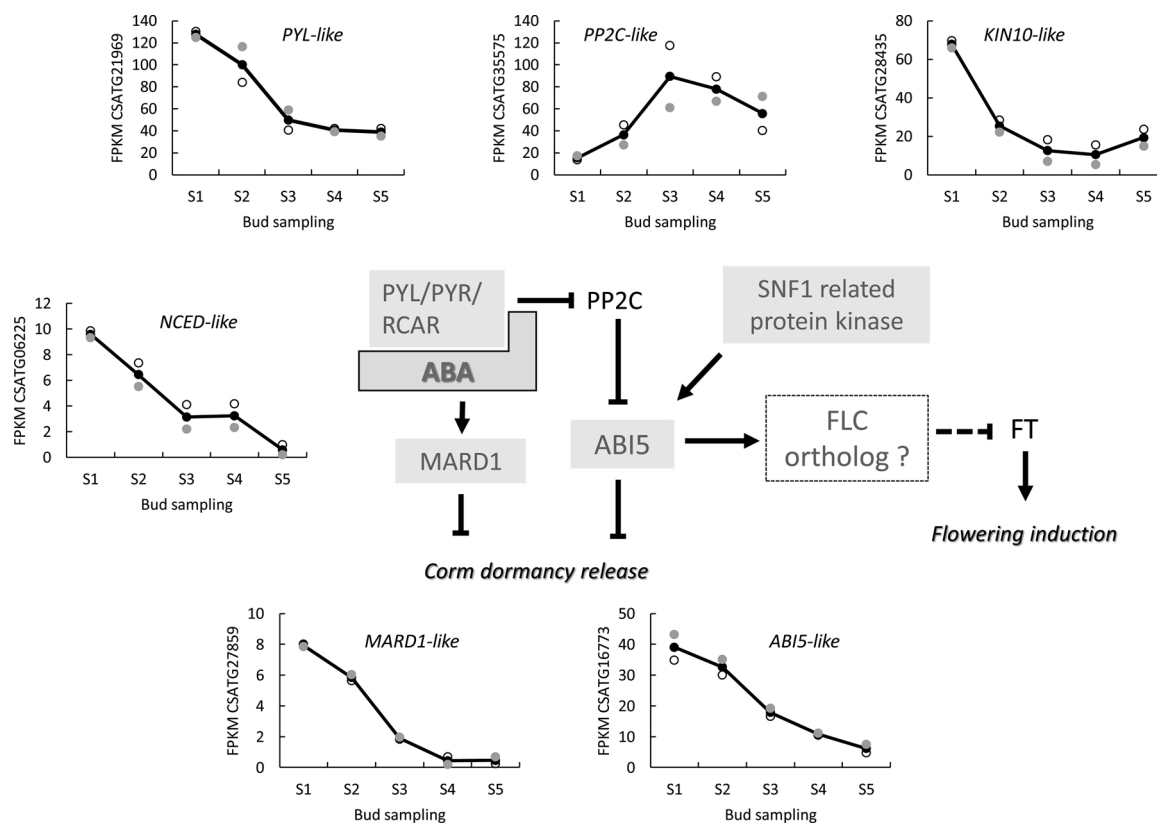 PYL-like
FPKM CSATG21969
140
120
100
80
60
40
20
0
S1 S2 S3 S4 S5
Bud sampling
PP2C-like
FPKM CSATG35575
140
120
100
80
60
40
20
0
S1 S2 S3 S4 S5
Bud sampling
KIN10-like
FPKM CSATG28435
80
60
40
20
0
S1 S2 S3 S4 S5
Bud sampling
NCED-like
FPKM CSATG06225
12
10
8
6
4
2
0
S1 S2 S3 S4 S5
Bud sampling
PYL/PYR/
RCAR
ABA
PP2C
SNF1 related
protein kinase
MARD1
ABI5
FLC
ortholog ?
FT
Flowering induction
Corm dormancy release
MARD1-like
FPKM CSATG27859
10
8
6
4
2
0
S1 S2 S3 S4 S5
Bud sampling
ABI5-like
FPKM CSATG16773
50
40
30
20
10
0
S1 S2 S3 S4 S5
Bud sampling